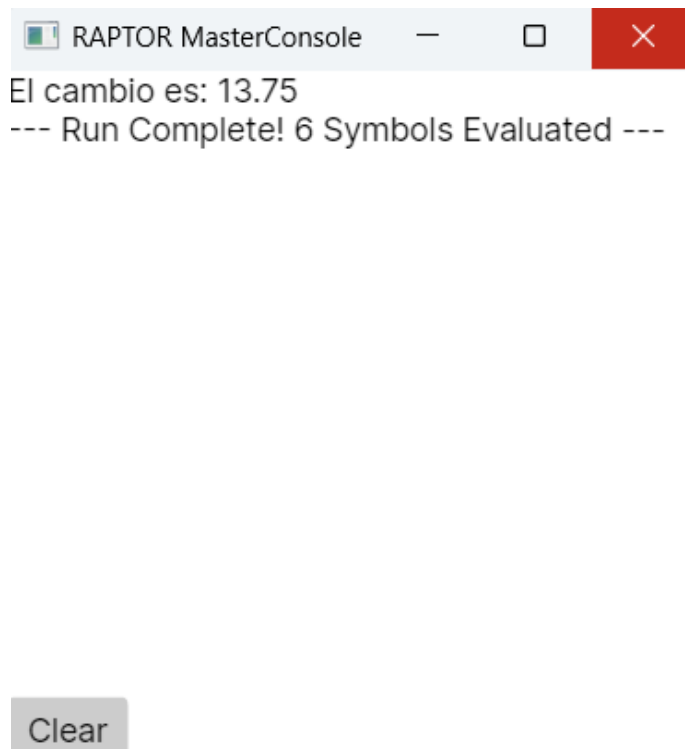 RAPTOR MasterConsole
El cambio es: 13.75
--- Run Complete! 6 Symbols Evaluated ---
Clear